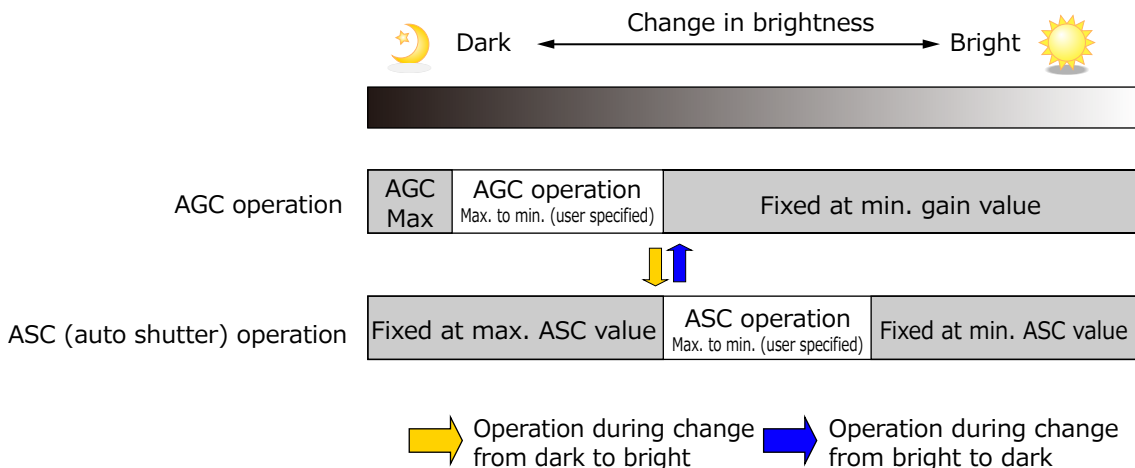 Change in brightness
Dark
Bright
AGC operation
AGC
Max
AGC operation
Max. to min. (user specified)
Fixed at min. gain value
ASC (auto shutter) operation
Fixed at max. ASC value
ASC operation
Max. to min. (user specified)
Fixed at min. ASC value
Operation during change
from dark to bright
Operation during change
from bright to dark